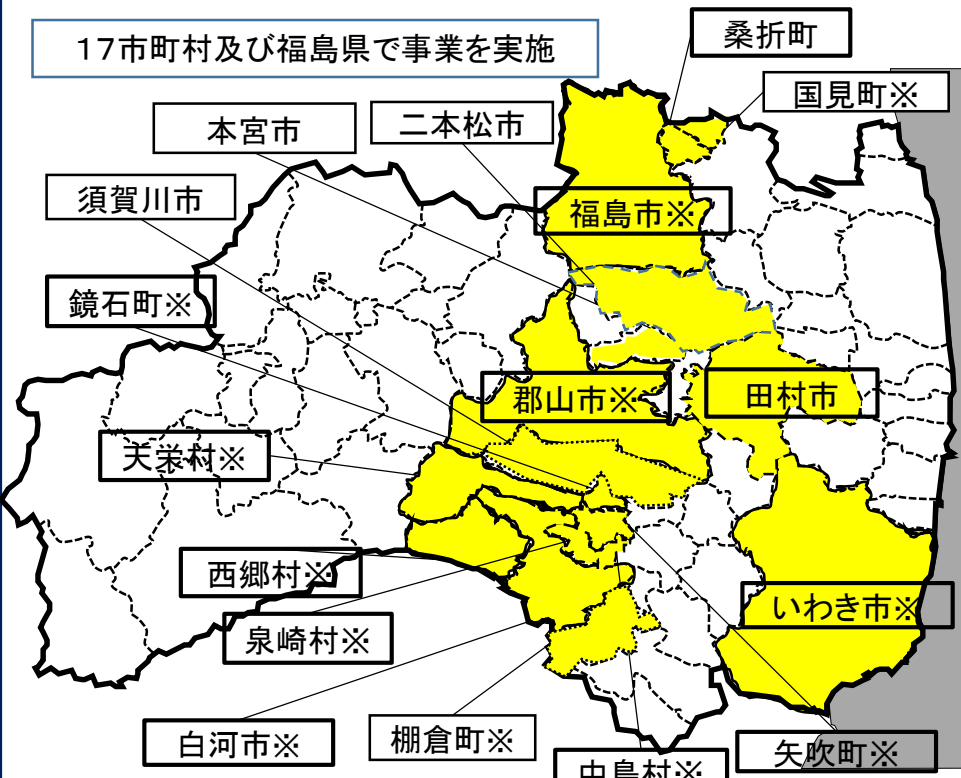 17市町村及び福島県で事業を実施
桑折町
国見町※
本宮市
二本松市
須賀川市
福島市※
鏡石町※
郡山市※
田村市
天栄村※
西郷村※
いわき市※
泉崎村※
白河市※
棚倉町※
中島村※
矢吹町※